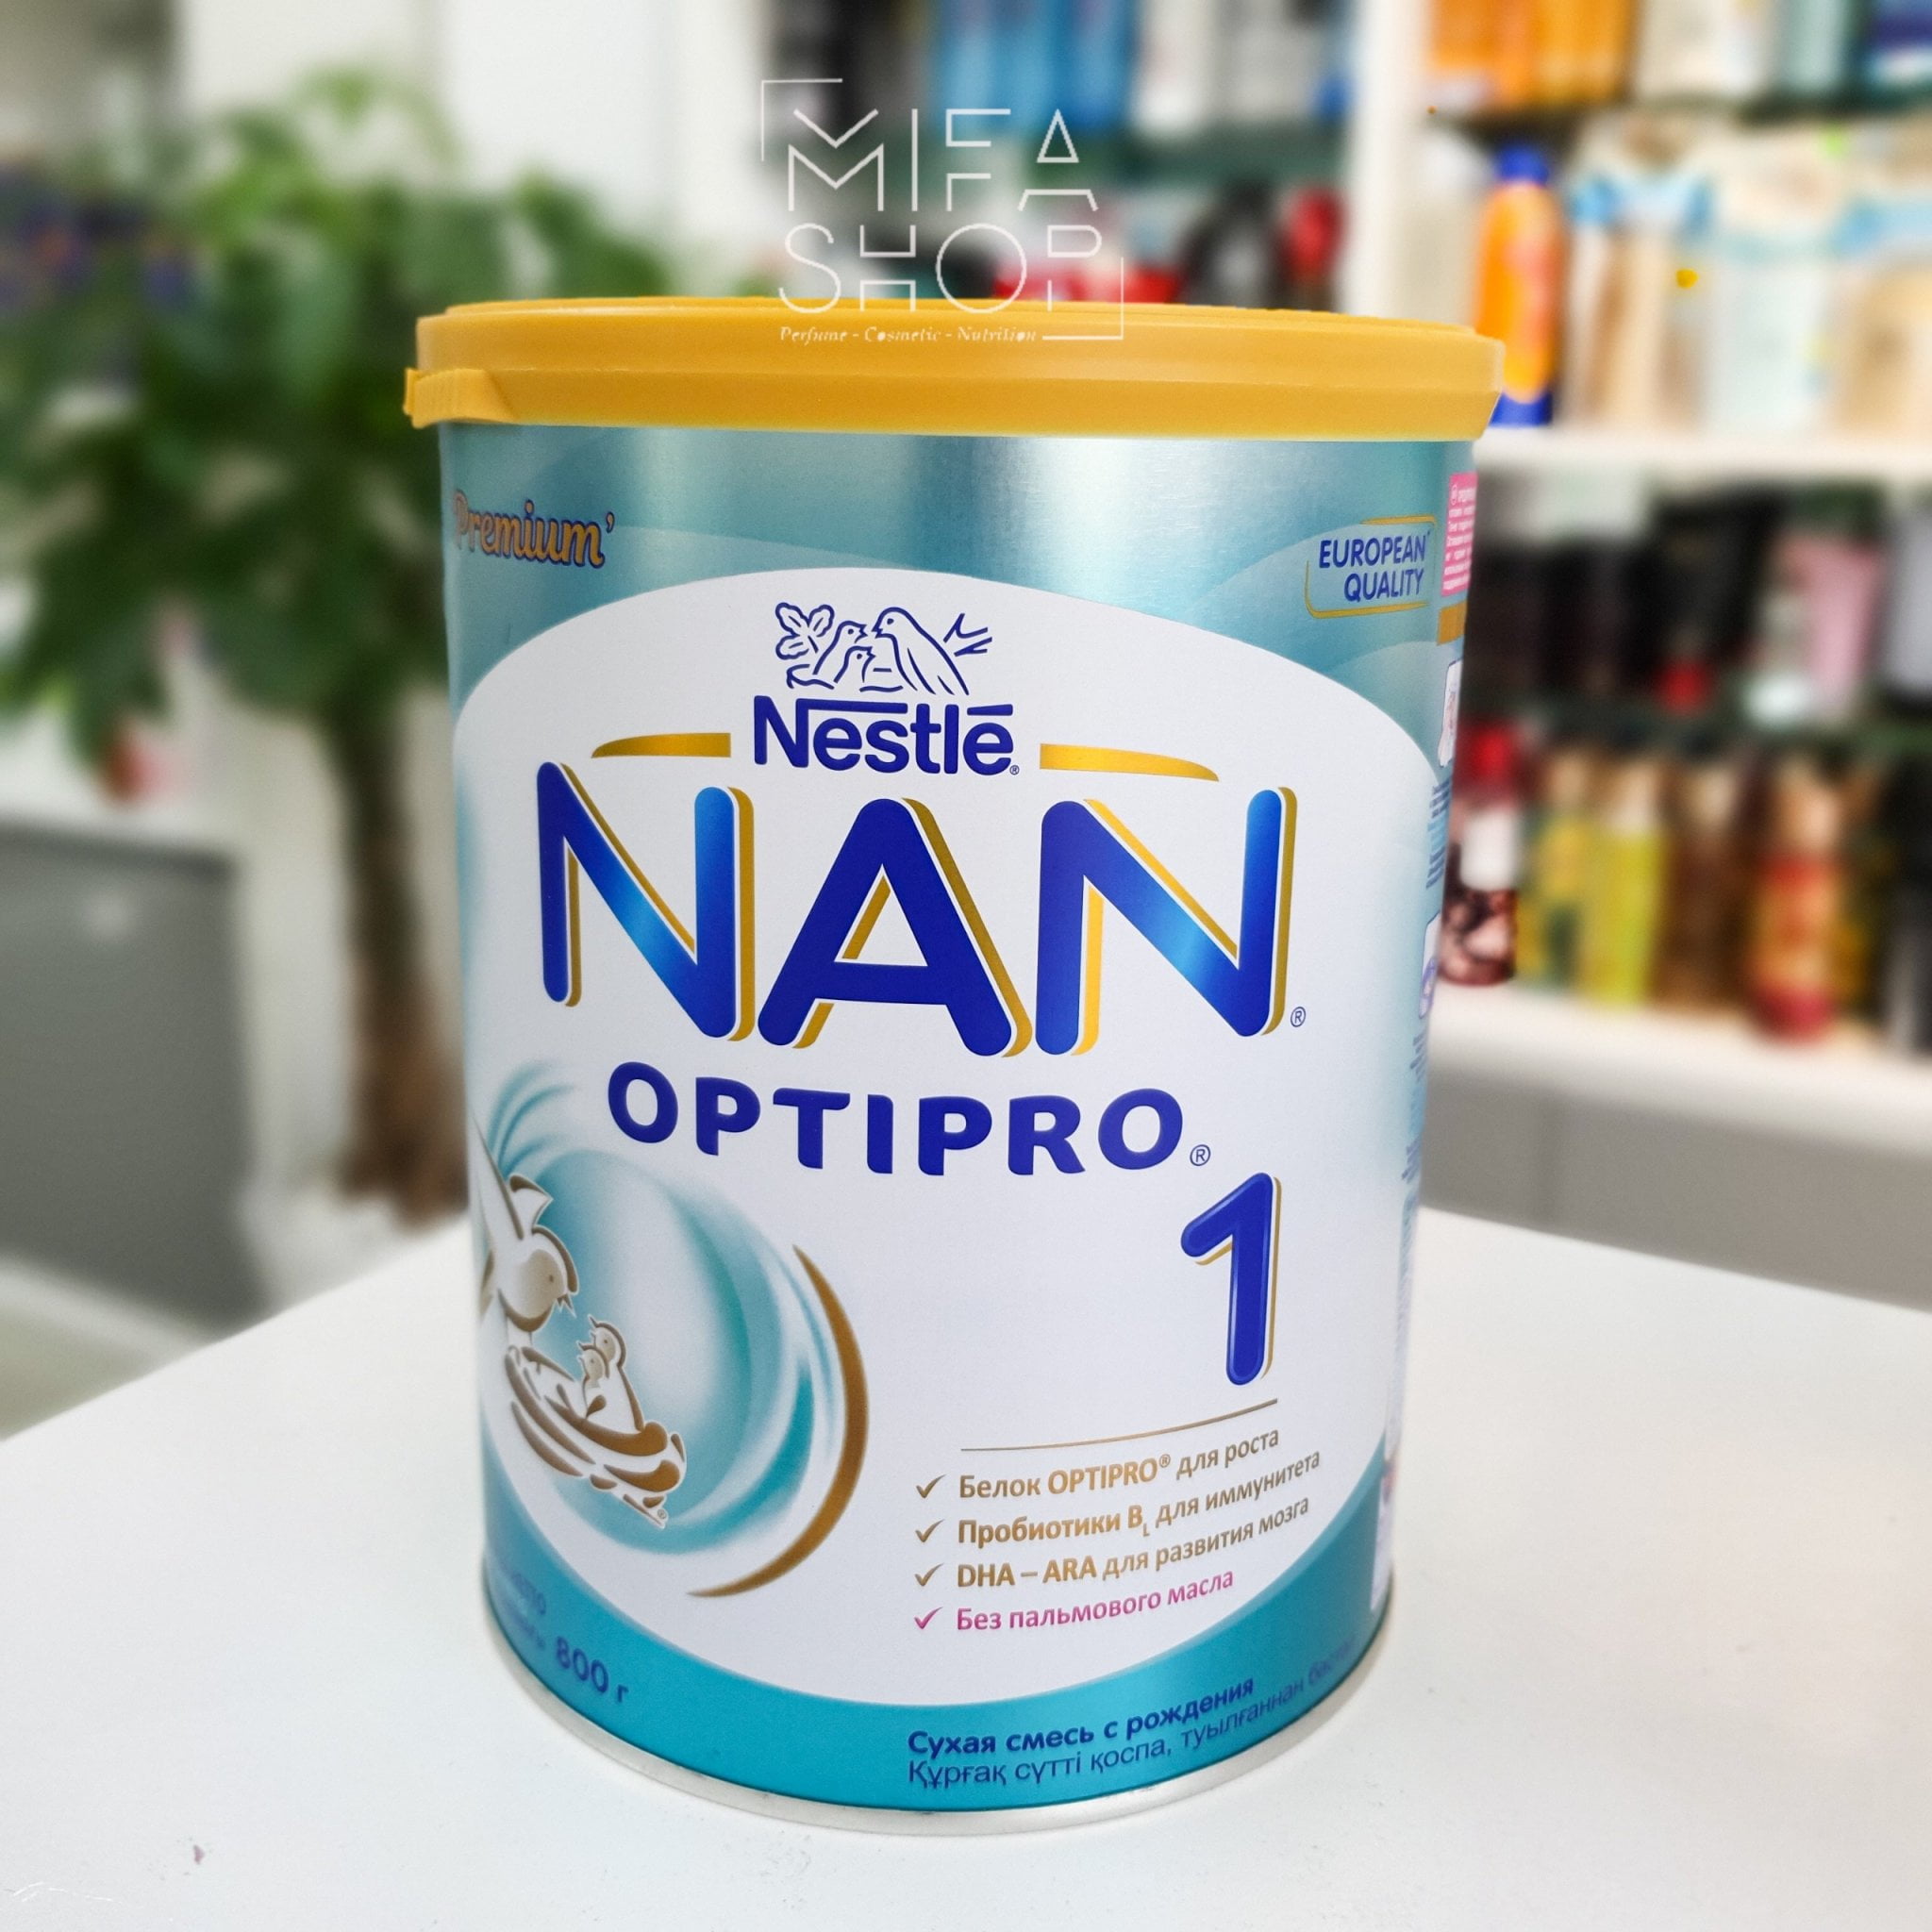 MIFA
SHOP
Perfume - Cosmetic - Nutrition
Premium'
EUROPEAN
QUALITY
Nestlé®
NAN®
OPTIPRO®
1
✓ Белок OPTIPRO® для роста
✓ Пробиотики BL для иммунитета
✓ DHA – ARA для развития мозга
✓ Без пальмового масла
800 г
Сухая смесь с рождения
Құрғақ сүтті қоспа, туылғаннан